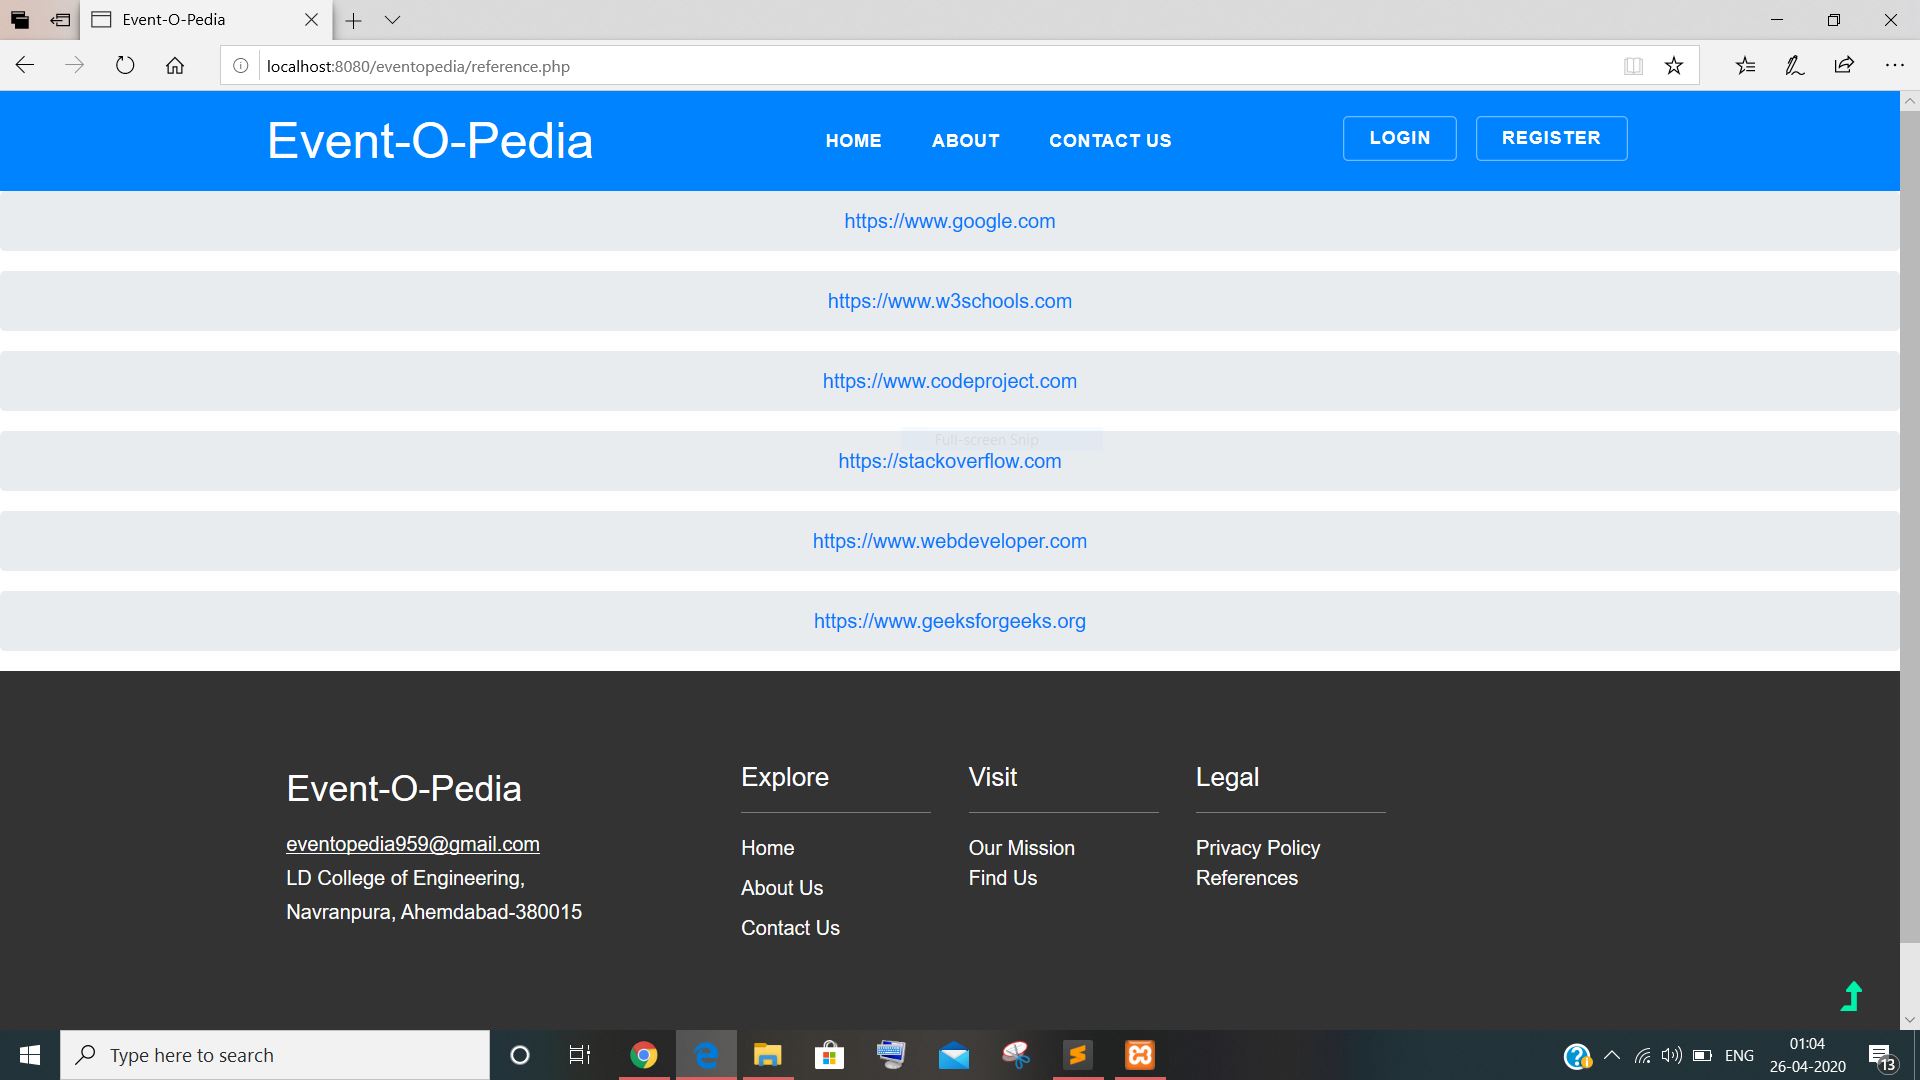 Event-O-Pedia
localhost:8080/eventopedia/reference.php
Event-O-Pedia
HOME
ABOUT
CONTACT US
LOGIN
REGISTER
https://www.google.com
https://www.w3schools.com
https://www.codeproject.com
Full-screen Snip
https://stackoverflow.com
https://www.webdeveloper.com
https://www.geeksforgeeks.org
Event-O-Pedia
eventopedia959@gmail.com
LD College of Engineering,
Navranpura, Ahemdabad-380015
Explore
Home
About Us
Contact Us
Visit
Our Mission
Find Us
Legal
Privacy Policy
References
Type here to search
ENG
01:04
26-04-2020
13